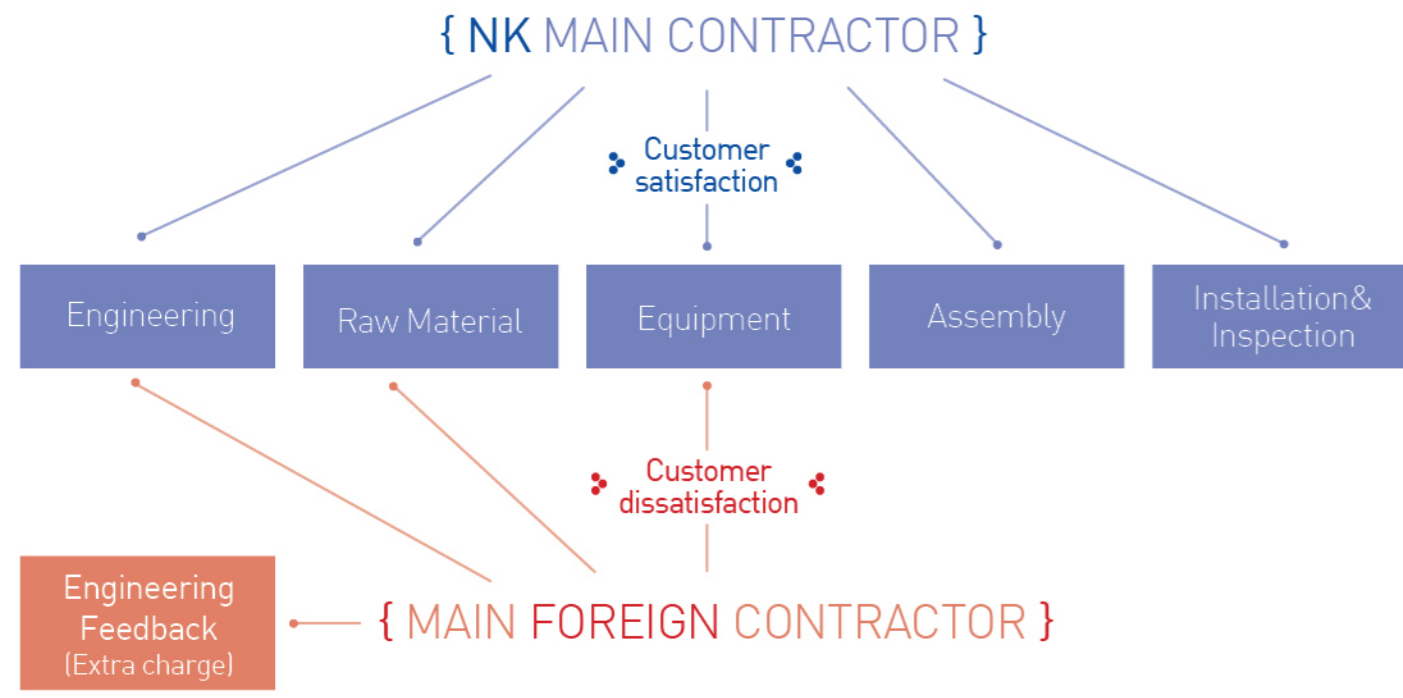 { NK MAIN CONTRACTOR }
Customer
satisfaction
Engineering
Raw Material
Equipment
Assembly
Installation&
Inspection
Customer
dissatisfaction
Engineering
Feedback
(Extra charge)
{ MAIN FOREIGN CONTRACTOR }